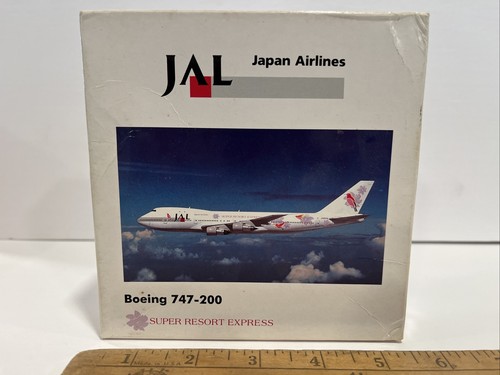 JAL
Japan Airlines
JAL
Boeing 747-200
SUPER RESORT EXPRESS
1 2 3 4 5 6